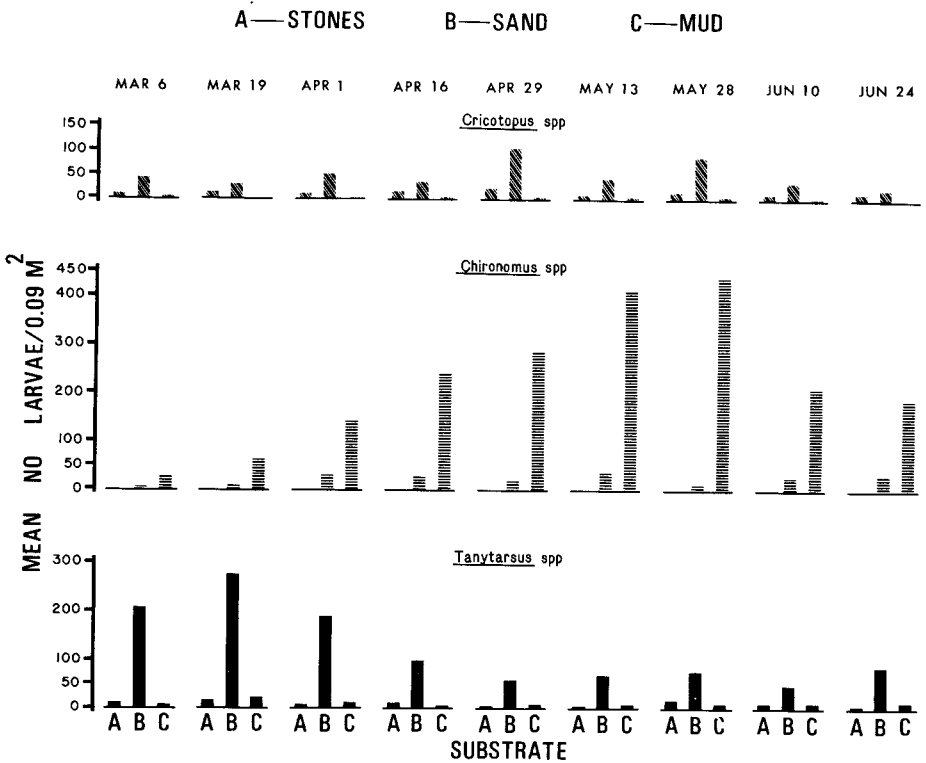 A—STONES B—SAND C—MUD
MAR 6 MAR 19 APR 1 APR 16 APR 29 MAY 13 MAY 28 JUN 10 JUN 24
Cricotopus spp
150
100
50
0
Chironomus spp
450
400
300
200
100
50
0
Tanytarsus spp
300
200
100
50
0
MEAN NO LARVAE/0.09 M2
A B C A B C A B C A B C A B C A B C A B C A B C A B C
SUBSTRATE